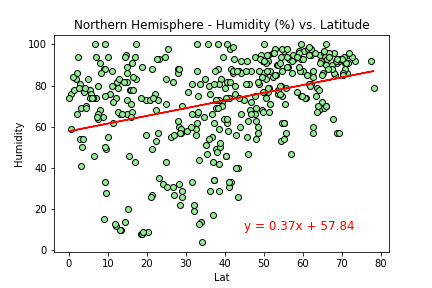 Northern Hemisphere - Humidity (%) vs. Latitude
100
80
60
40
20
0
Humidity
y = 0.37x + 57.84
0 10 20 30 40 50 60 70 80
Lat